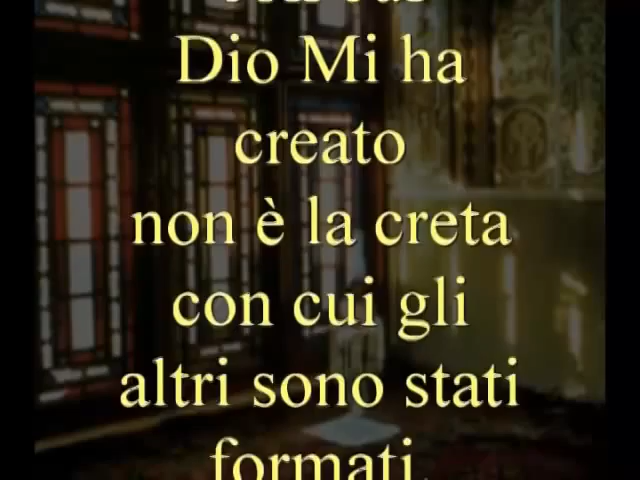 Dio Mi ha
creato
non è la creta
con cui gli
altri sono stati
formati.